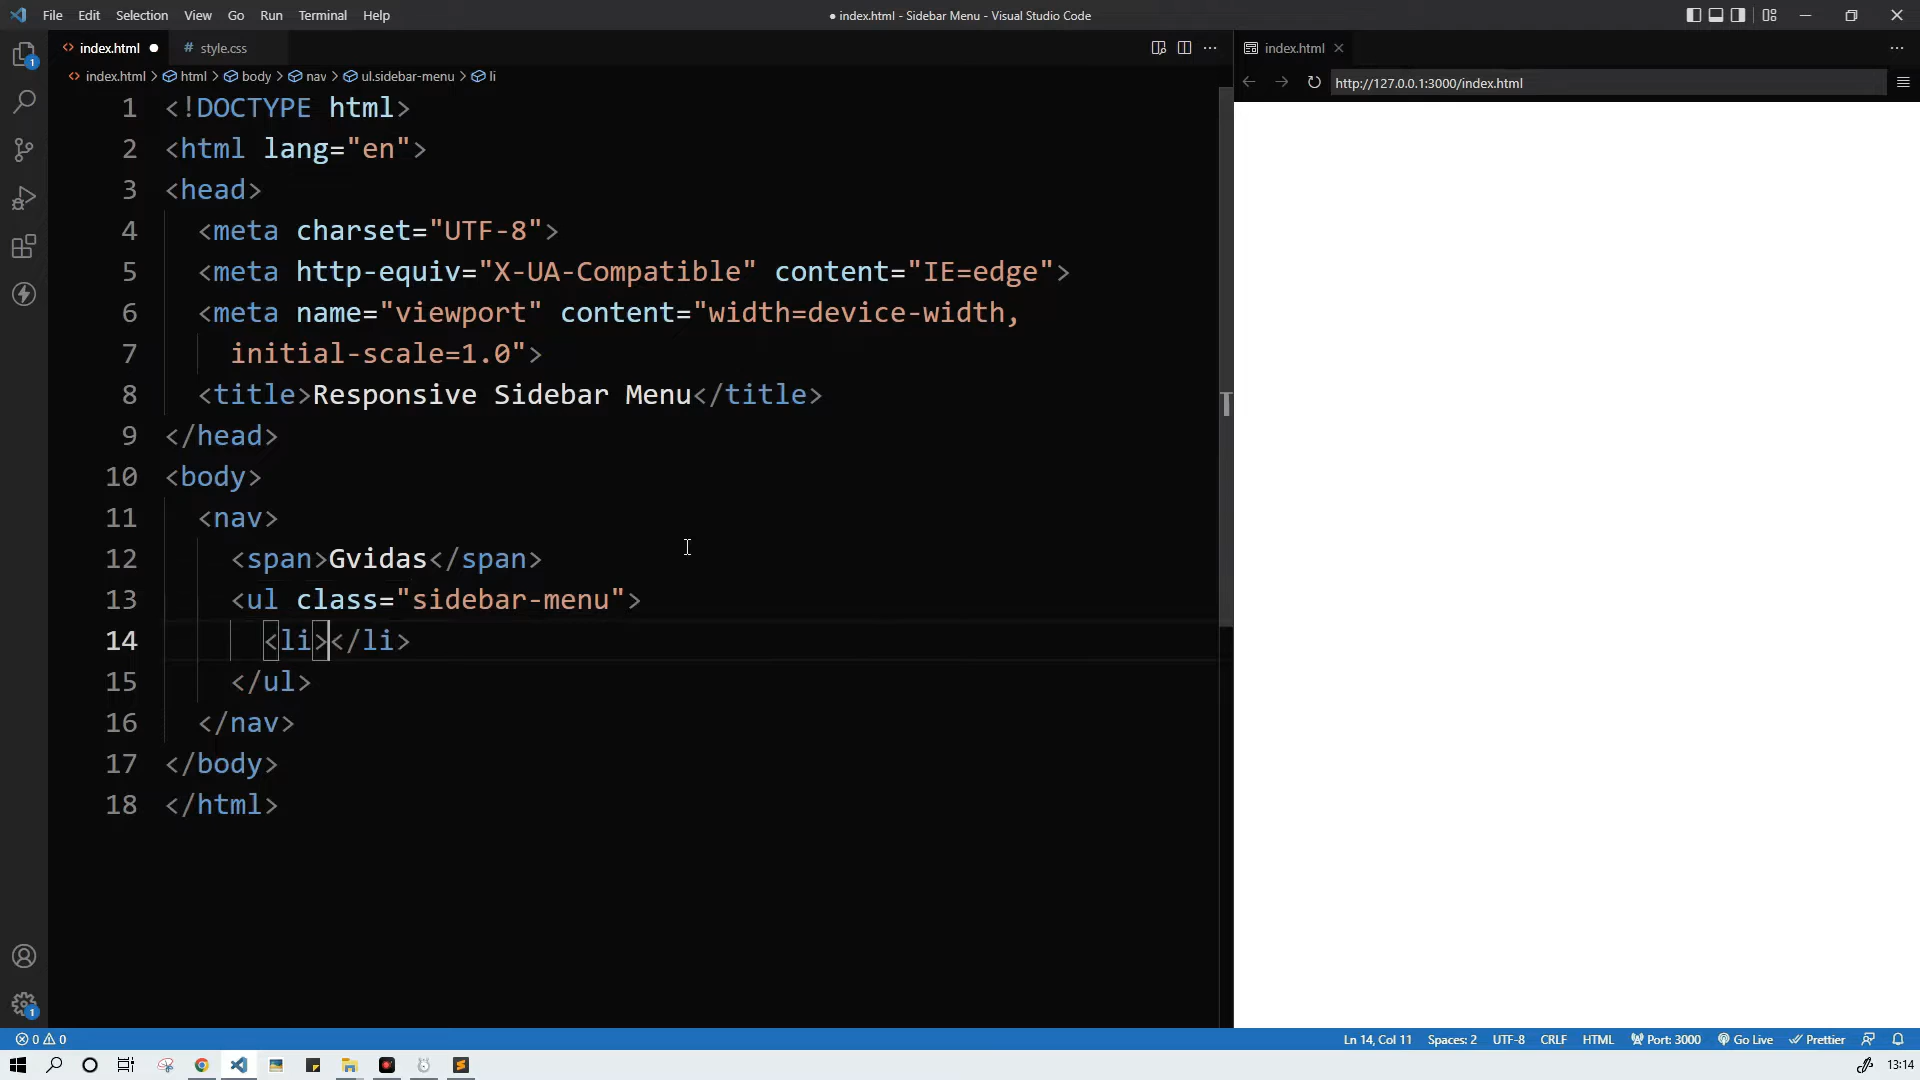 File Edit Selection View Go Run Terminal Help
● index.html - Sidebar Menu - Visual Studio Code
index.html
# style.css
index.html
index.html > html > body > nav > ul.sidebar-menu > li
http://127.0.0.1:3000/index.html
1 <!DOCTYPE html>
2 <html lang="en">
3 <head>
4 <meta charset="UTF-8">
5 <meta http-equiv="X-UA-Compatible" content="IE=edge">
6 <meta name="viewport" content="width=device-width,
7 initial-scale=1.0">
8 <title>Responsive Sidebar Menu</title>
9 </head>
10 <body>
11 <nav>
12 <span>Gvidas</span>
13 <ul class="sidebar-menu">
14 <li></li>
15 </ul>
16 </nav>
17 </body>
18 </html>
1
1
0 0
Ln 14, Col 11 Spaces: 2 UTF-8 CRLF HTML Port: 3000 Go Live Prettier
13:14